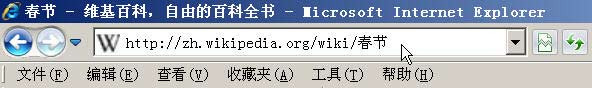 春节 - 维基百科，自由的百科全书 - Microsoft Internet Explorer
W http://zh.wikipedia.org/wiki/春节
文件(F) 编辑(E) 查看(V) 收藏夹(A) 工具(T) 帮助(H)